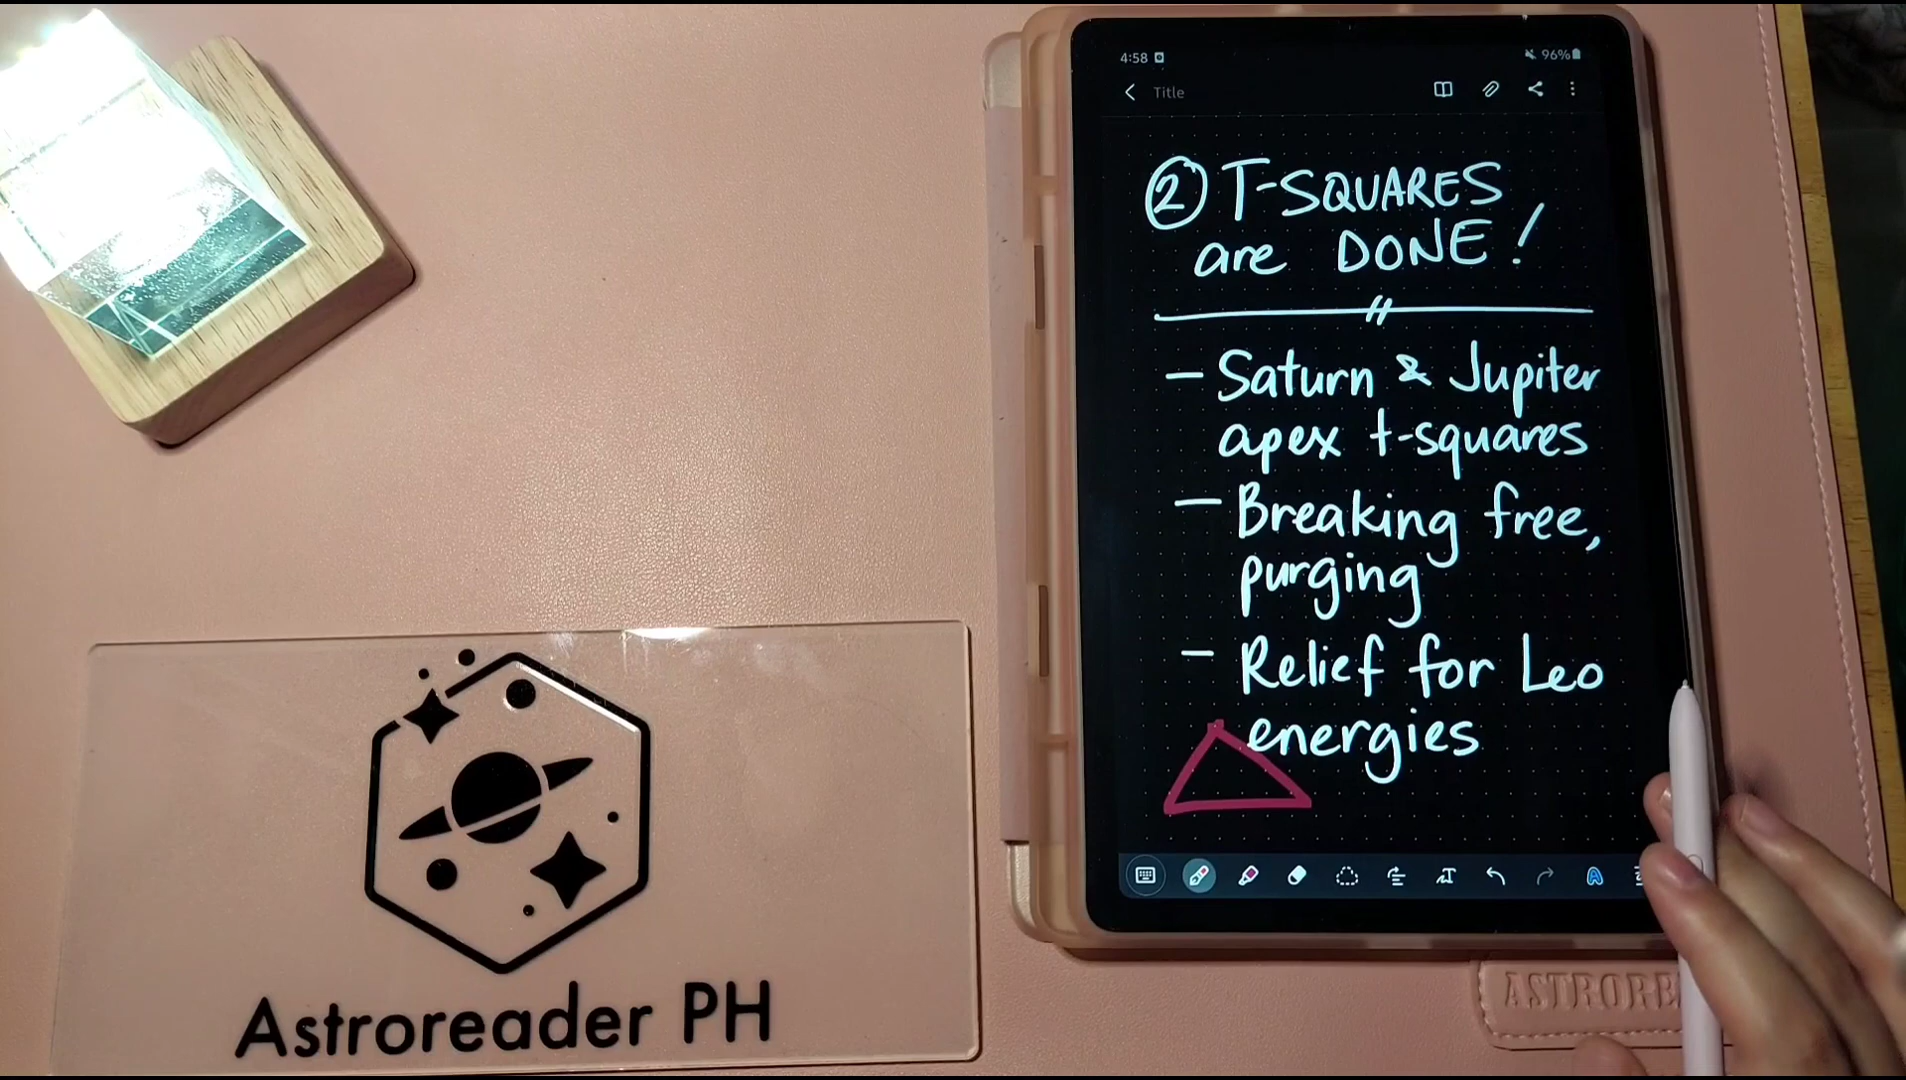 4:58
96%
Title
② T-SQUARES
are DONE!
- Saturn & Jupiter
apex t-squares
- Breaking free,
purging
- Relief for Leo
energies
Astroreader PH